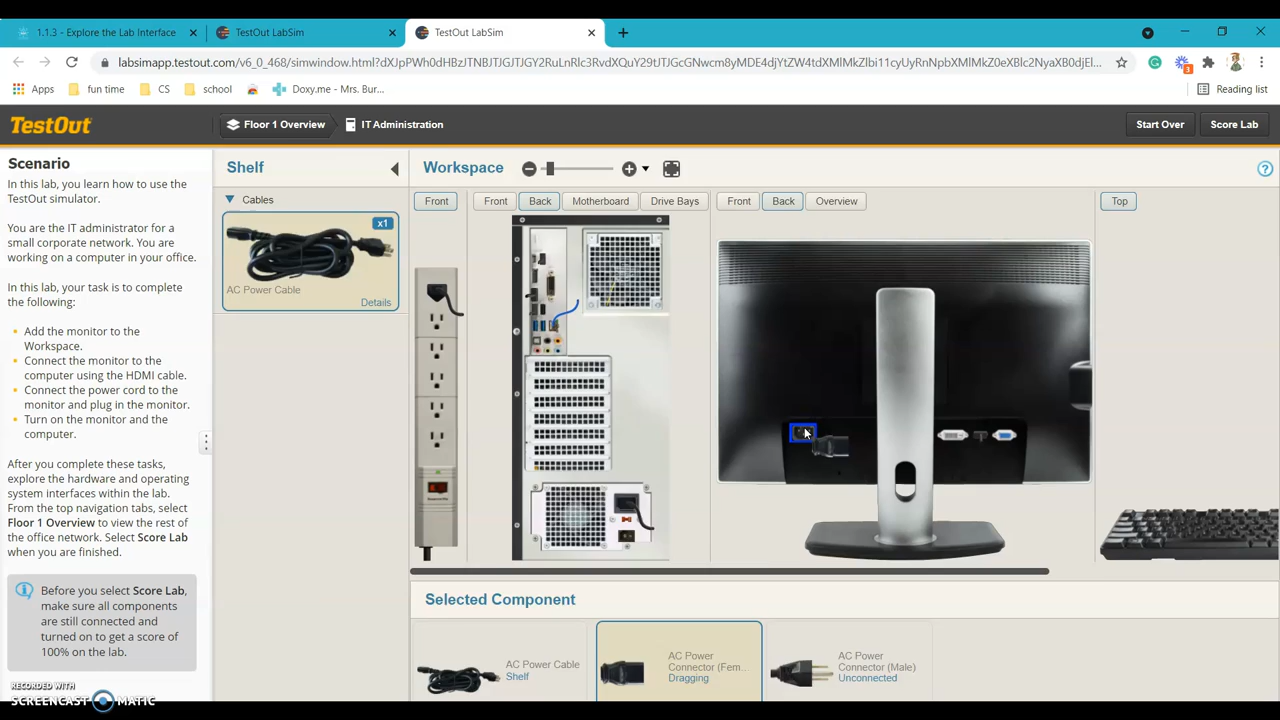 1.1.3 - Explore the Lab Interface
TestOut LabSim
TestOut LabSim
labsimapp.testout.com/v6_0_468/simwindow.html?
3
Apps
fun time
CS
school
Doxy.me - Mrs. Bur...
Reading list
TestOut
Floor 1 Overview
IT Administration
Start Over
Score Lab
Scenario
In this lab, you learn how to use the
TestOut simulator.
You are the IT administrator for a
small corporate network. You are
working on a computer in your office.
In this lab, your task is to complete
the following:
Add the monitor to the
Workspace.
Connect the monitor to the
computer using the HDMI cable.
Connect the power cord to the
monitor and plug in the monitor.
Turn on the monitor and the
computer.
After you complete these tasks,
explore the hardware and operating
system interfaces within the lab.
From the top navigation tabs, select
Floor 1 Overview to view the rest of
the office network. Select Score Lab
when you are finished.
Before you select Score Lab,
make sure all components
are still connected and
turned on to get a score of
100% on the lab.
RECORDED WITH
SCREENCAST MATIC
Shelf
Cables
x1
AC Power Cable
Details
Workspace
Front
Front
Back
Motherboard
Drive Bays
Front
Back
Overview
Top
Selected Component
AC Power Cable
Shelf
AC Power
Connector (Fem...
Dragging
AC Power
Connector (Male)
Unconnected